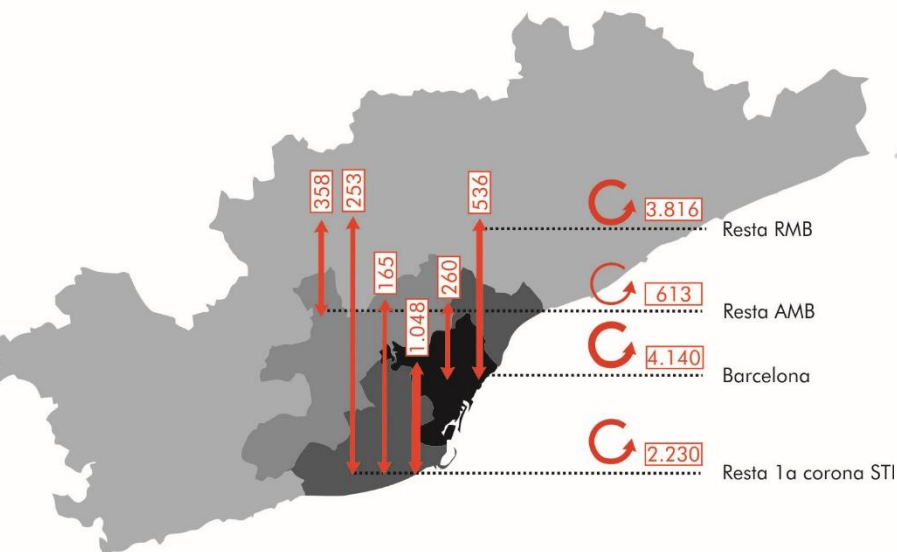 358
253
165
1.048
260
536
3.816
Resta RMB
613
Resta AMB
4.140
Barcelona
2.230
Resta 1a corona STI